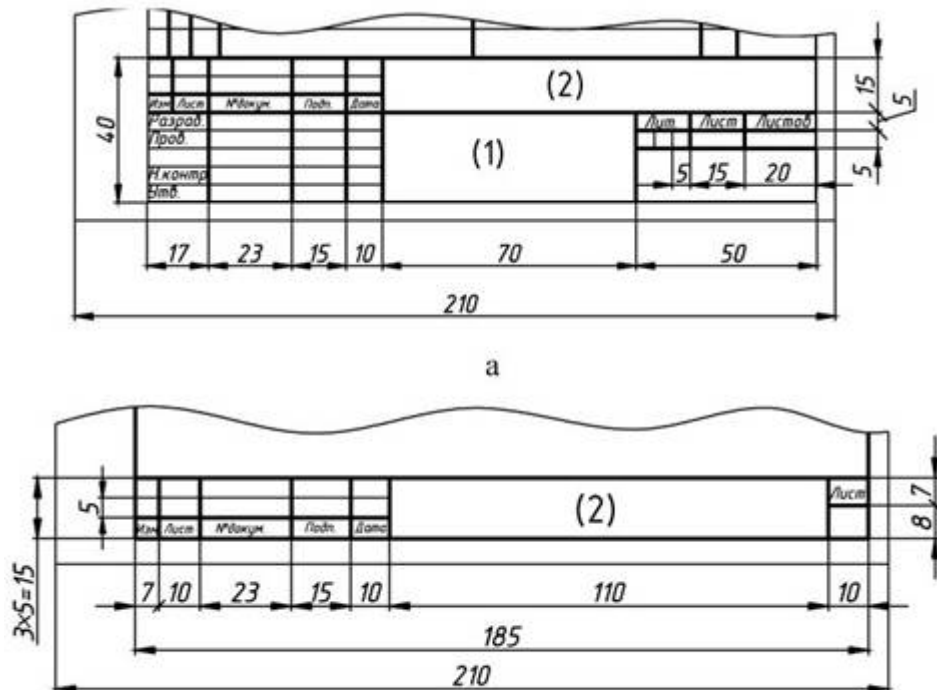 (2)
15
5
40
Изм Лист №докум. Подп. Дата
Разраб.
Пров.
Н.контр
Утв.
(1)
Лит. Лист Листов
5 15 20
5
17 23 15 10 70 50
210
а
5
Изм Лист №докум. Подп. Дата
(2)
Лист
7
8
3×5=15
7 10 23 15 10 110 10
185
210